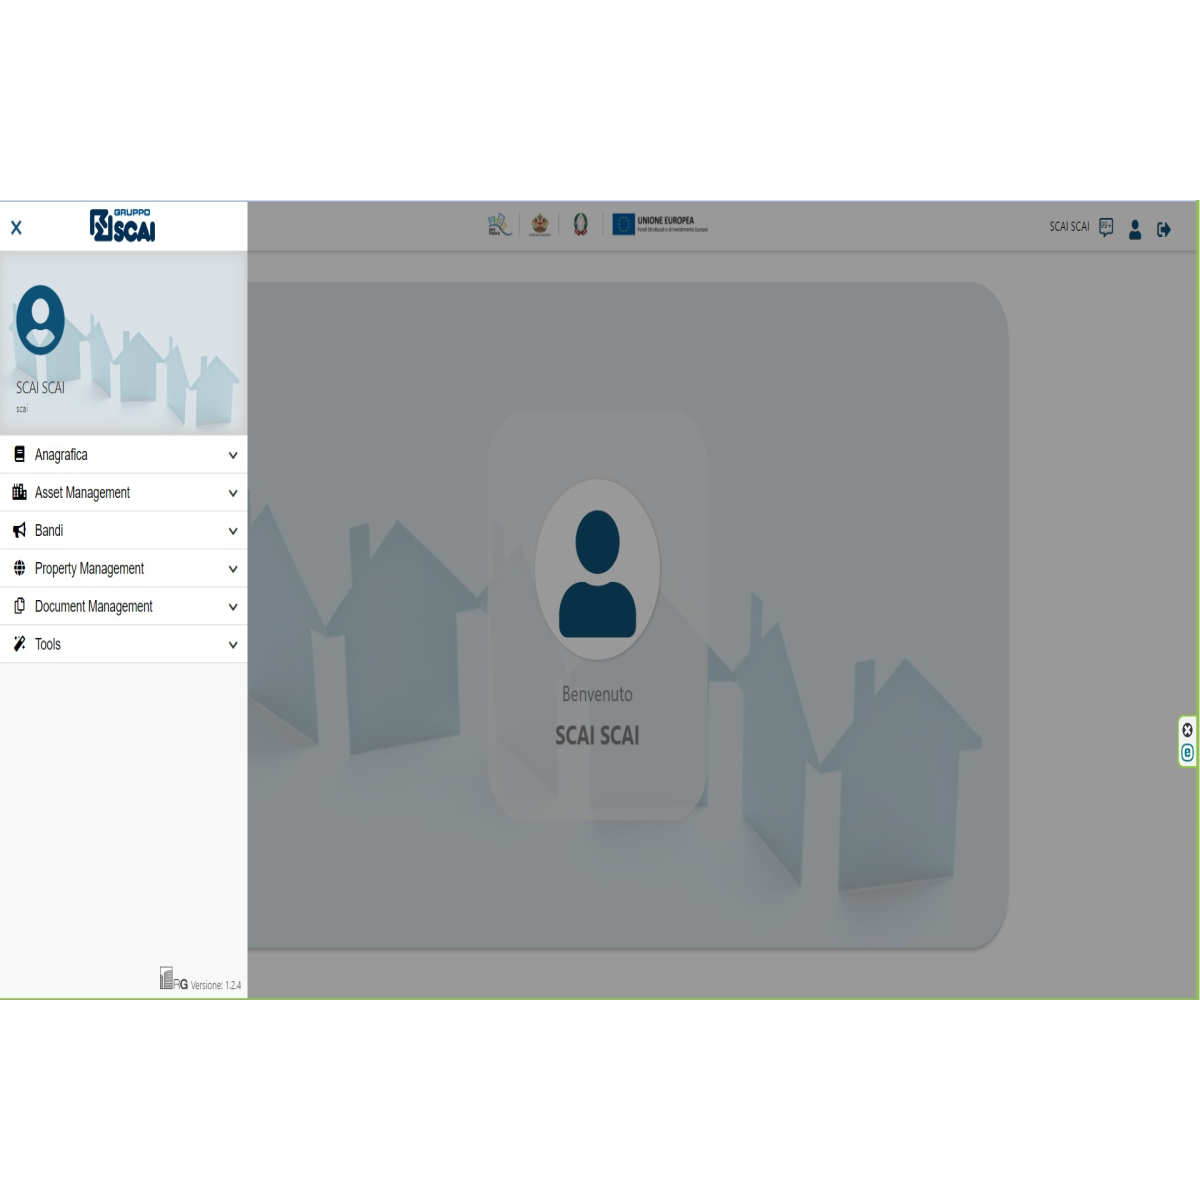 GRUPPO
SCAI
UNIONE EUROPEA
Fondi Strutturali e di Investimento Europei
SCAI SCAI
99+
SCAI SCAI
scai
Anagrafica
Asset Management
Bandi
Property Management
Document Management
Tools
Benvenuto
SCAI SCAI
RG Versione: 1.2.4